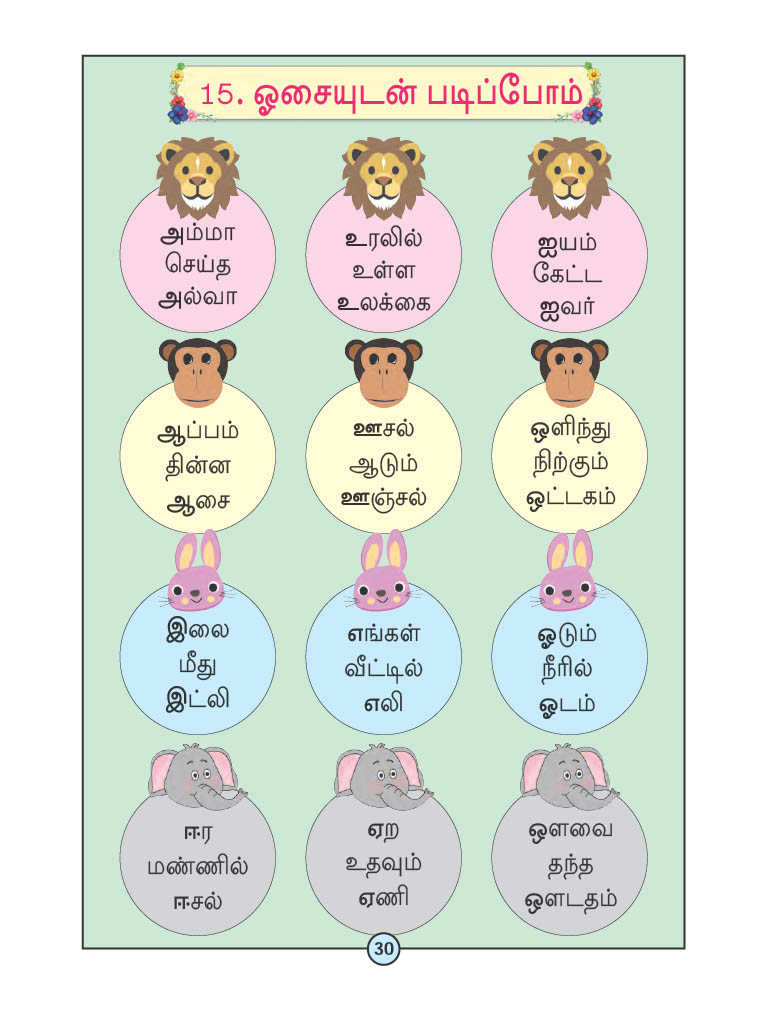 15. ஓசையுடன் படிப்போம்
அம்மா
செய்த
அல்வா
உரலில்
உள்ள
உலக்கை
ஐயம்
கேட்ட
ஐவர்
ஆப்பம்
தின்ன
ஆசை
ஊசல்
ஆடும்
ஊஞ்சல்
ஒளிந்து
நிற்கும்
ஒட்டகம்
இலை
மீது
இட்லி
எங்கள்
வீட்டில்
எலி
ஓடும்
நீரில்
ஓடம்
ஈர
மண்ணில்
ஈசல்
ஏற
உதவும்
ஏணி
ஔவை
தந்த
ஔடதம்
30